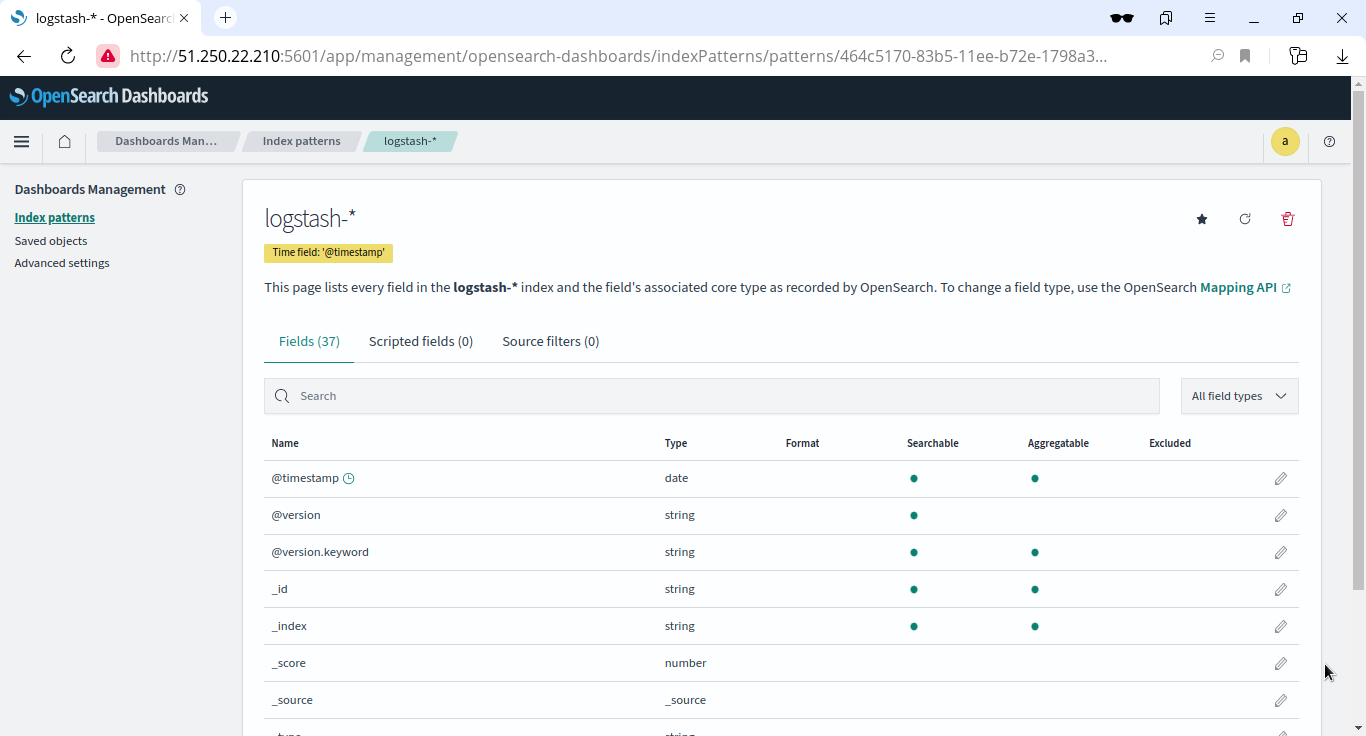 logstash-* - OpenSearc
http://51.250.22.210:5601/app/management/opensearch-dashboards/indexPatterns/patterns/464c5170-83b5-11ee-b72e-1798a3...
OpenSearch Dashboards
Dashboards Man... Index patterns logstash-* a
Dashboards Management
Index patterns
Saved objects
Advanced settings
logstash-*
Time field: '@timestamp'
This page lists every field in the logstash-* index and the field's associated core type as recorded by OpenSearch. To change a field type, use the OpenSearch Mapping API
Fields (37) Scripted fields (0) Source filters (0)
Search All field types
Name Type Format Searchable Aggregatable Excluded
@timestamp date
@version string
@version.keyword string
_id string
_index string
_score number
_source _source
_type string